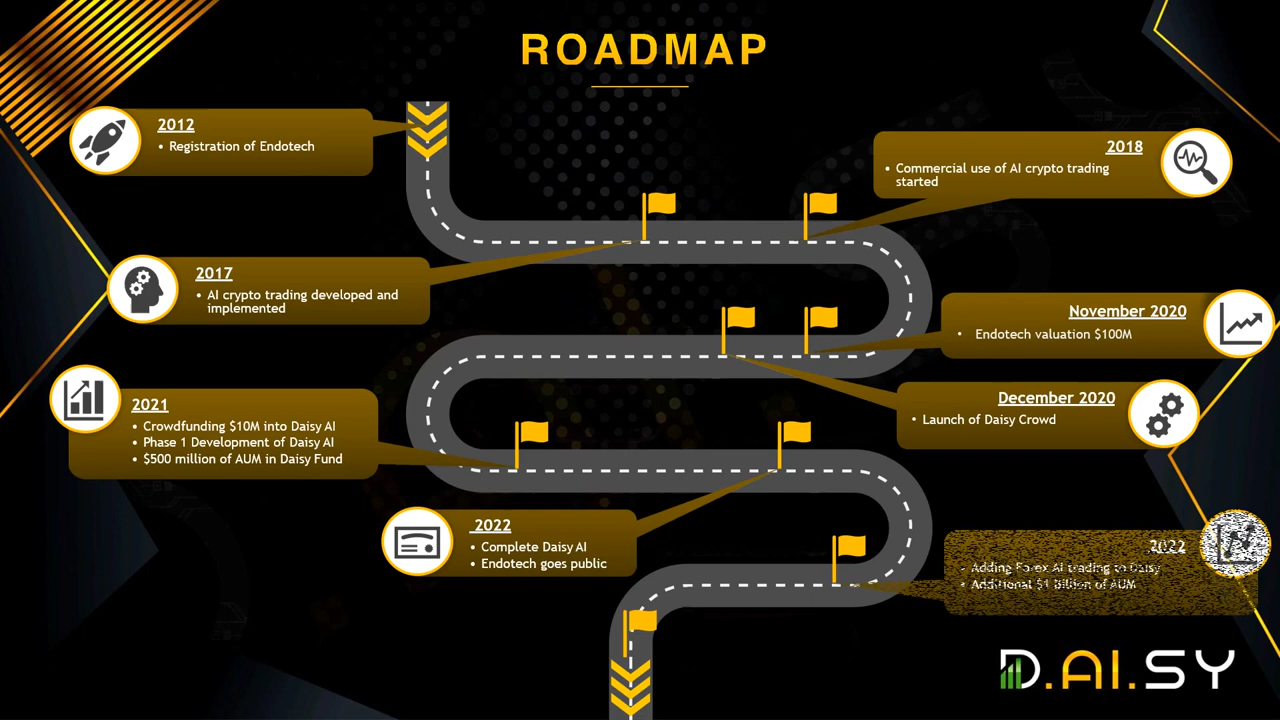 ROADMAP
2012
• Registration of Endotech
2018
• Commercial use of AI crypto trading
started
2017
• AI crypto trading developed and
implemented
November 2020
• Endotech valuation $100M
December 2020
• Launch of Daisy Crowd
2021
• Crowdfunding $10M into Daisy AI
• Phase 1 Development of Daisy AI
• $500 million of AUM in Daisy Fund
2022
• Complete Daisy AI
• Endotech goes public
2022
• Adding Forex AI trading to Daisy
• Additional $1 Billion of AUM
D.AI.SY